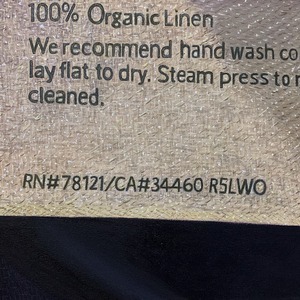 100% Organic Linen
We recommend hand wash co
lay flat to dry. Steam press to r
cleaned.
RN#78121/CA#34460 R5LWO